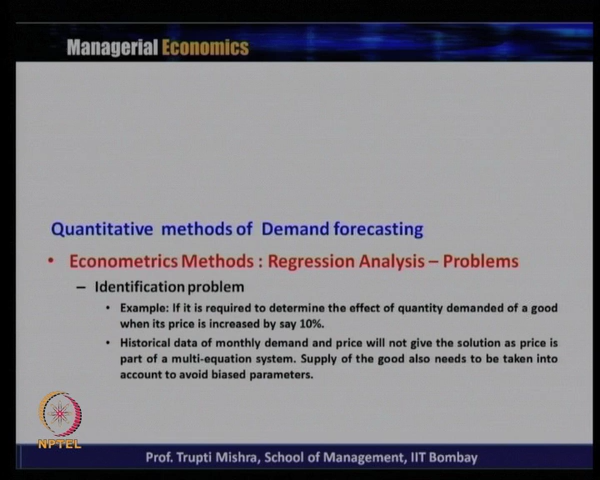 Managerial Economics
Quantitative methods of Demand forecasting
• Econometrics Methods : Regression Analysis – Problems
– Identification problem
• Example: If it is required to determine the effect of quantity demanded of a good
when its price is increased by say 10%.
• Historical data of monthly demand and price will not give the solution as price is
part of a multi-equation system. Supply of the good also needs to be taken into
account to avoid biased parameters.
NPTEL
Prof. Trupti Mishra, School of Management, IIT Bombay